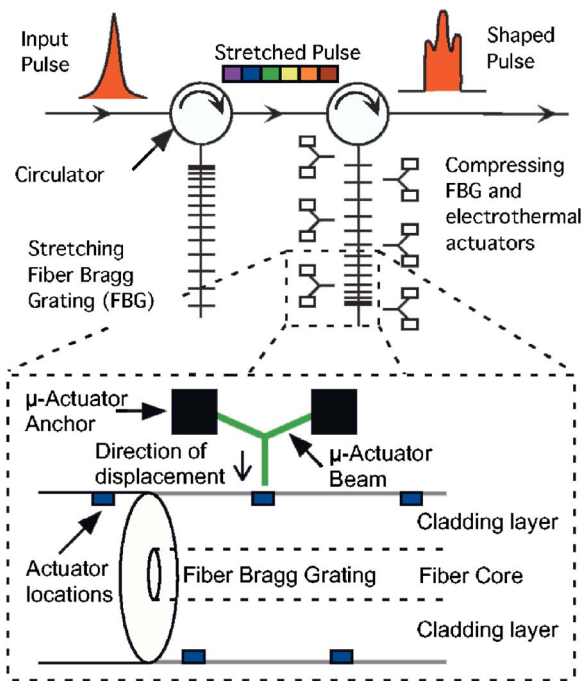 Input
Pulse
Stretched Pulse
Shaped
Pulse
Circulator
Stretching
Fiber Bragg
Grating (FBG)
Compressing
FBG and
electrothermal
actuators
μ-Actuator
Anchor
Direction of
displacement
μ-Actuator
Beam
Cladding layer
Actuator
locations
Fiber Bragg Grating
Fiber Core
Cladding layer